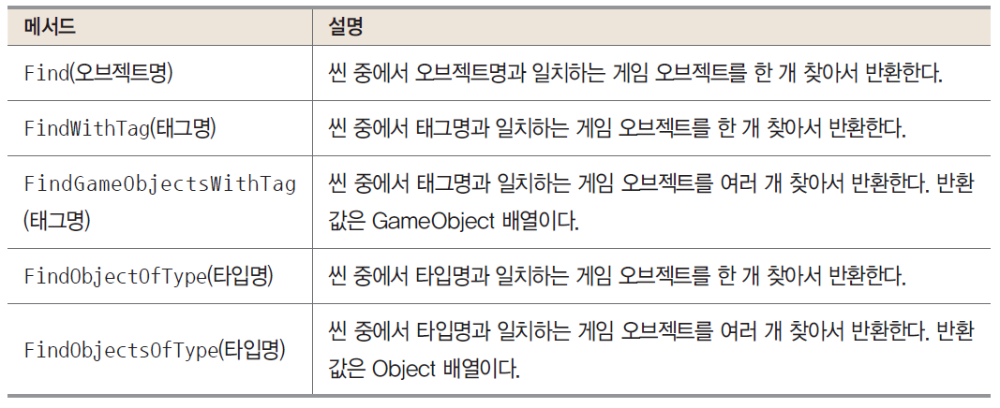 메서드 설명
Find(오브젝트명) 씬 중에서 오브젝트명과 일치하는 게임 오브젝트를 한 개 찾아서 반환한다.
FindWithTag(태그명) 씬 중에서 태그명과 일치하는 게임 오브젝트를 한 개 찾아서 반환한다.
FindGameObjectsWithTag
(태그명)
씬 중에서 태그명과 일치하는 게임 오브젝트를 여러 개 찾아서 반환한다. 반환
값은 GameObject 배열이다.
FindObjectOfType(타입명) 씬 중에서 타입명과 일치하는 게임 오브젝트를 한 개 찾아서 반환한다.
FindObjectsOfType(타입명)
씬 중에서 타입명과 일치하는 게임 오브젝트를 여러 개 찾아서 반환한다. 반환
값은 Object 배열이다.